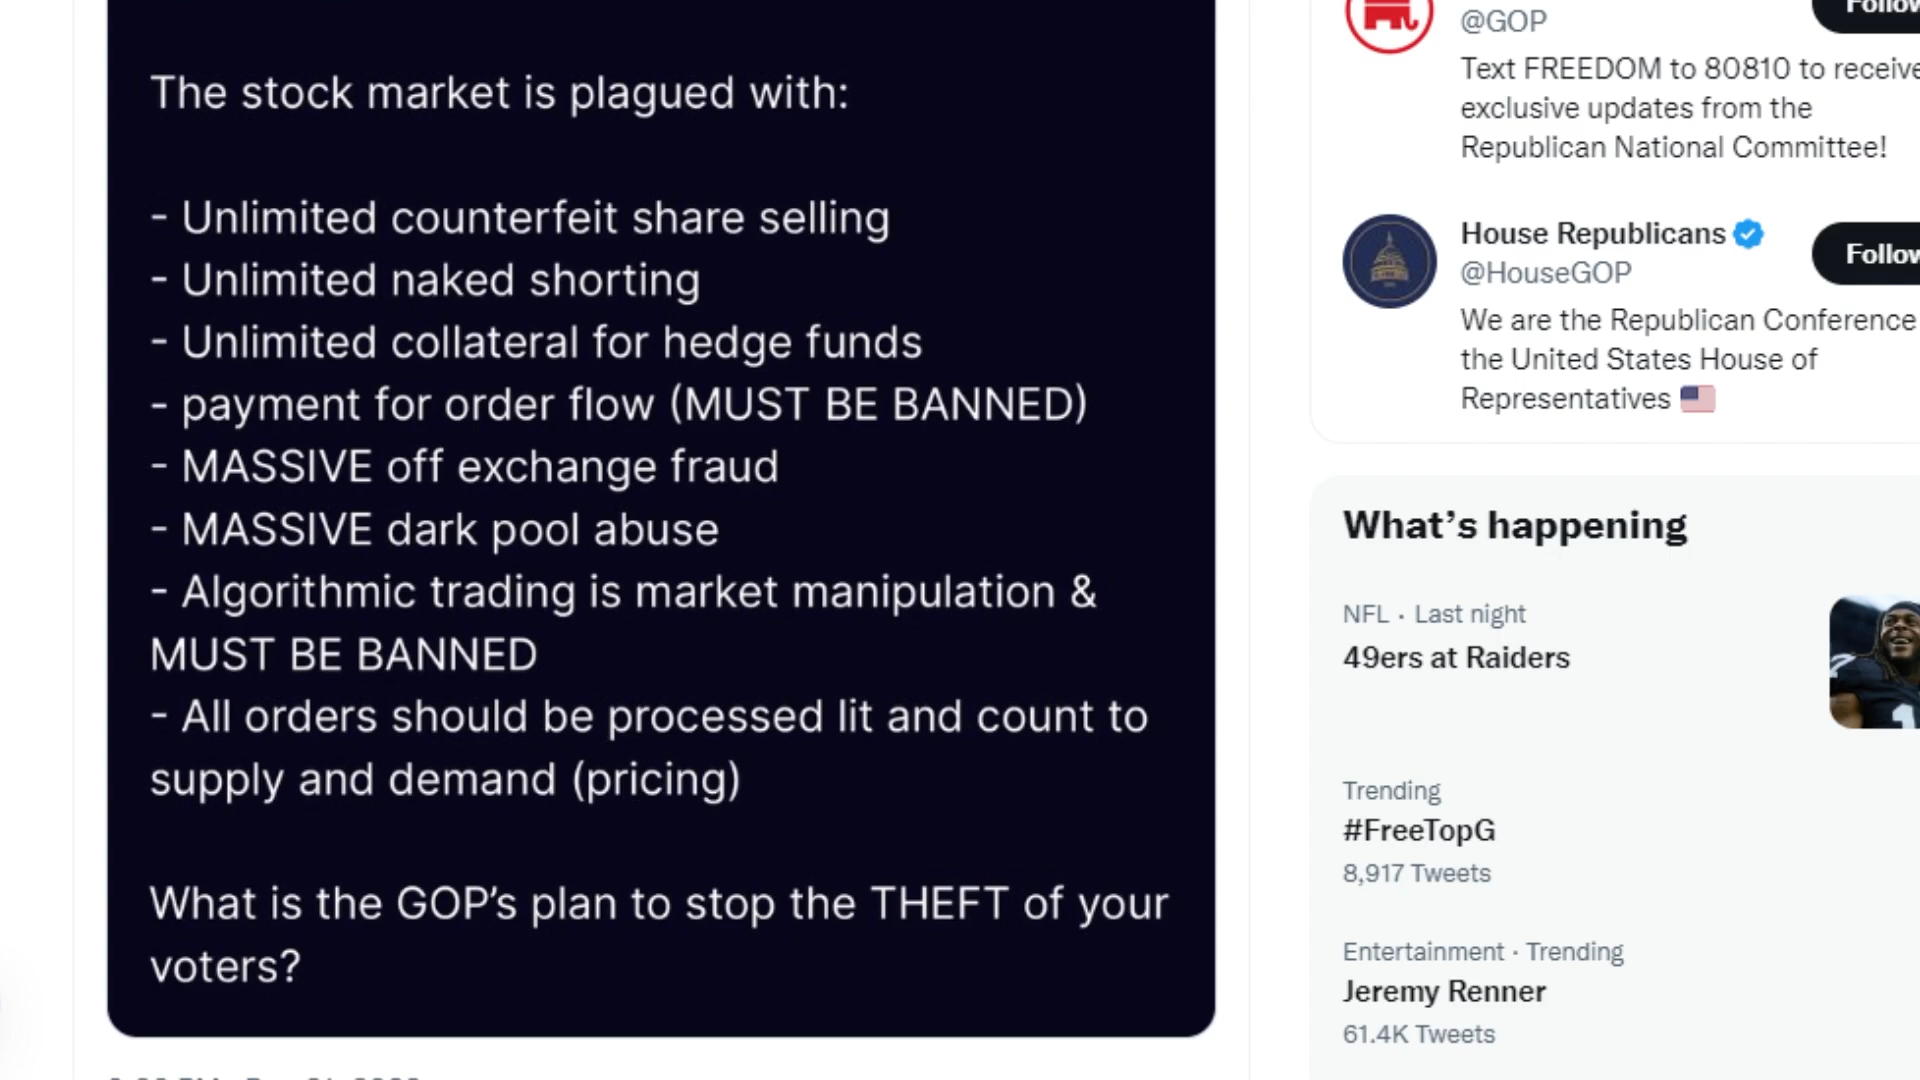 The stock market is plagued with:
- Unlimited counterfeit share selling
- Unlimited naked shorting
- Unlimited collateral for hedge funds
- payment for order flow (MUST BE BANNED)
- MASSIVE off exchange fraud
- MASSIVE dark pool abuse
- Algorithmic trading is market manipulation &
MUST BE BANNED
- All orders should be processed lit and count to
supply and demand (pricing)
What is the GOP's plan to stop the THEFT of your
voters?
@GOP
Text FREEDOM to 80810 to receive
exclusive updates from the
Republican National Committee!
House Republicans
@HouseGOP
Follow
We are the Republican Conference
the United States House of
Representatives
What's happening
NFL · Last night
49ers at Raiders
Trending
#FreeTopG
8,917 Tweets
Entertainment · Trending
Jeremy Renner
61.4K Tweets